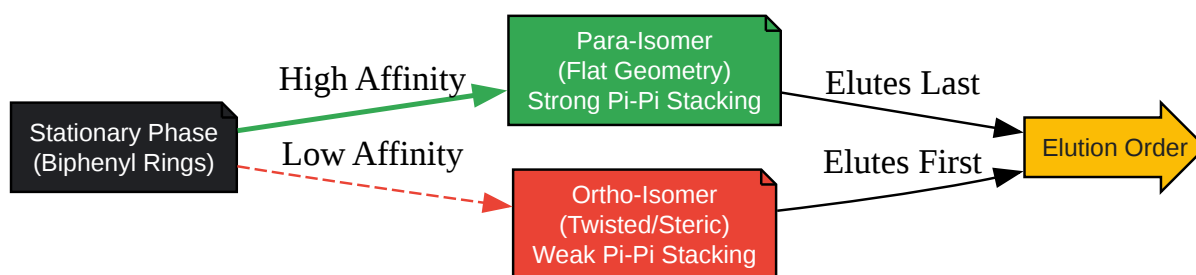 Stationary Phase
(Biphenyl Rings)
High Affinity
Low Affinity
Para-Isomer
(Flat Geometry)
Strong Pi-Pi Stacking
Ortho-Isomer
(Twisted/Steric)
Weak Pi-Pi Stacking
Elutes Last
Elutes First
Elution Order